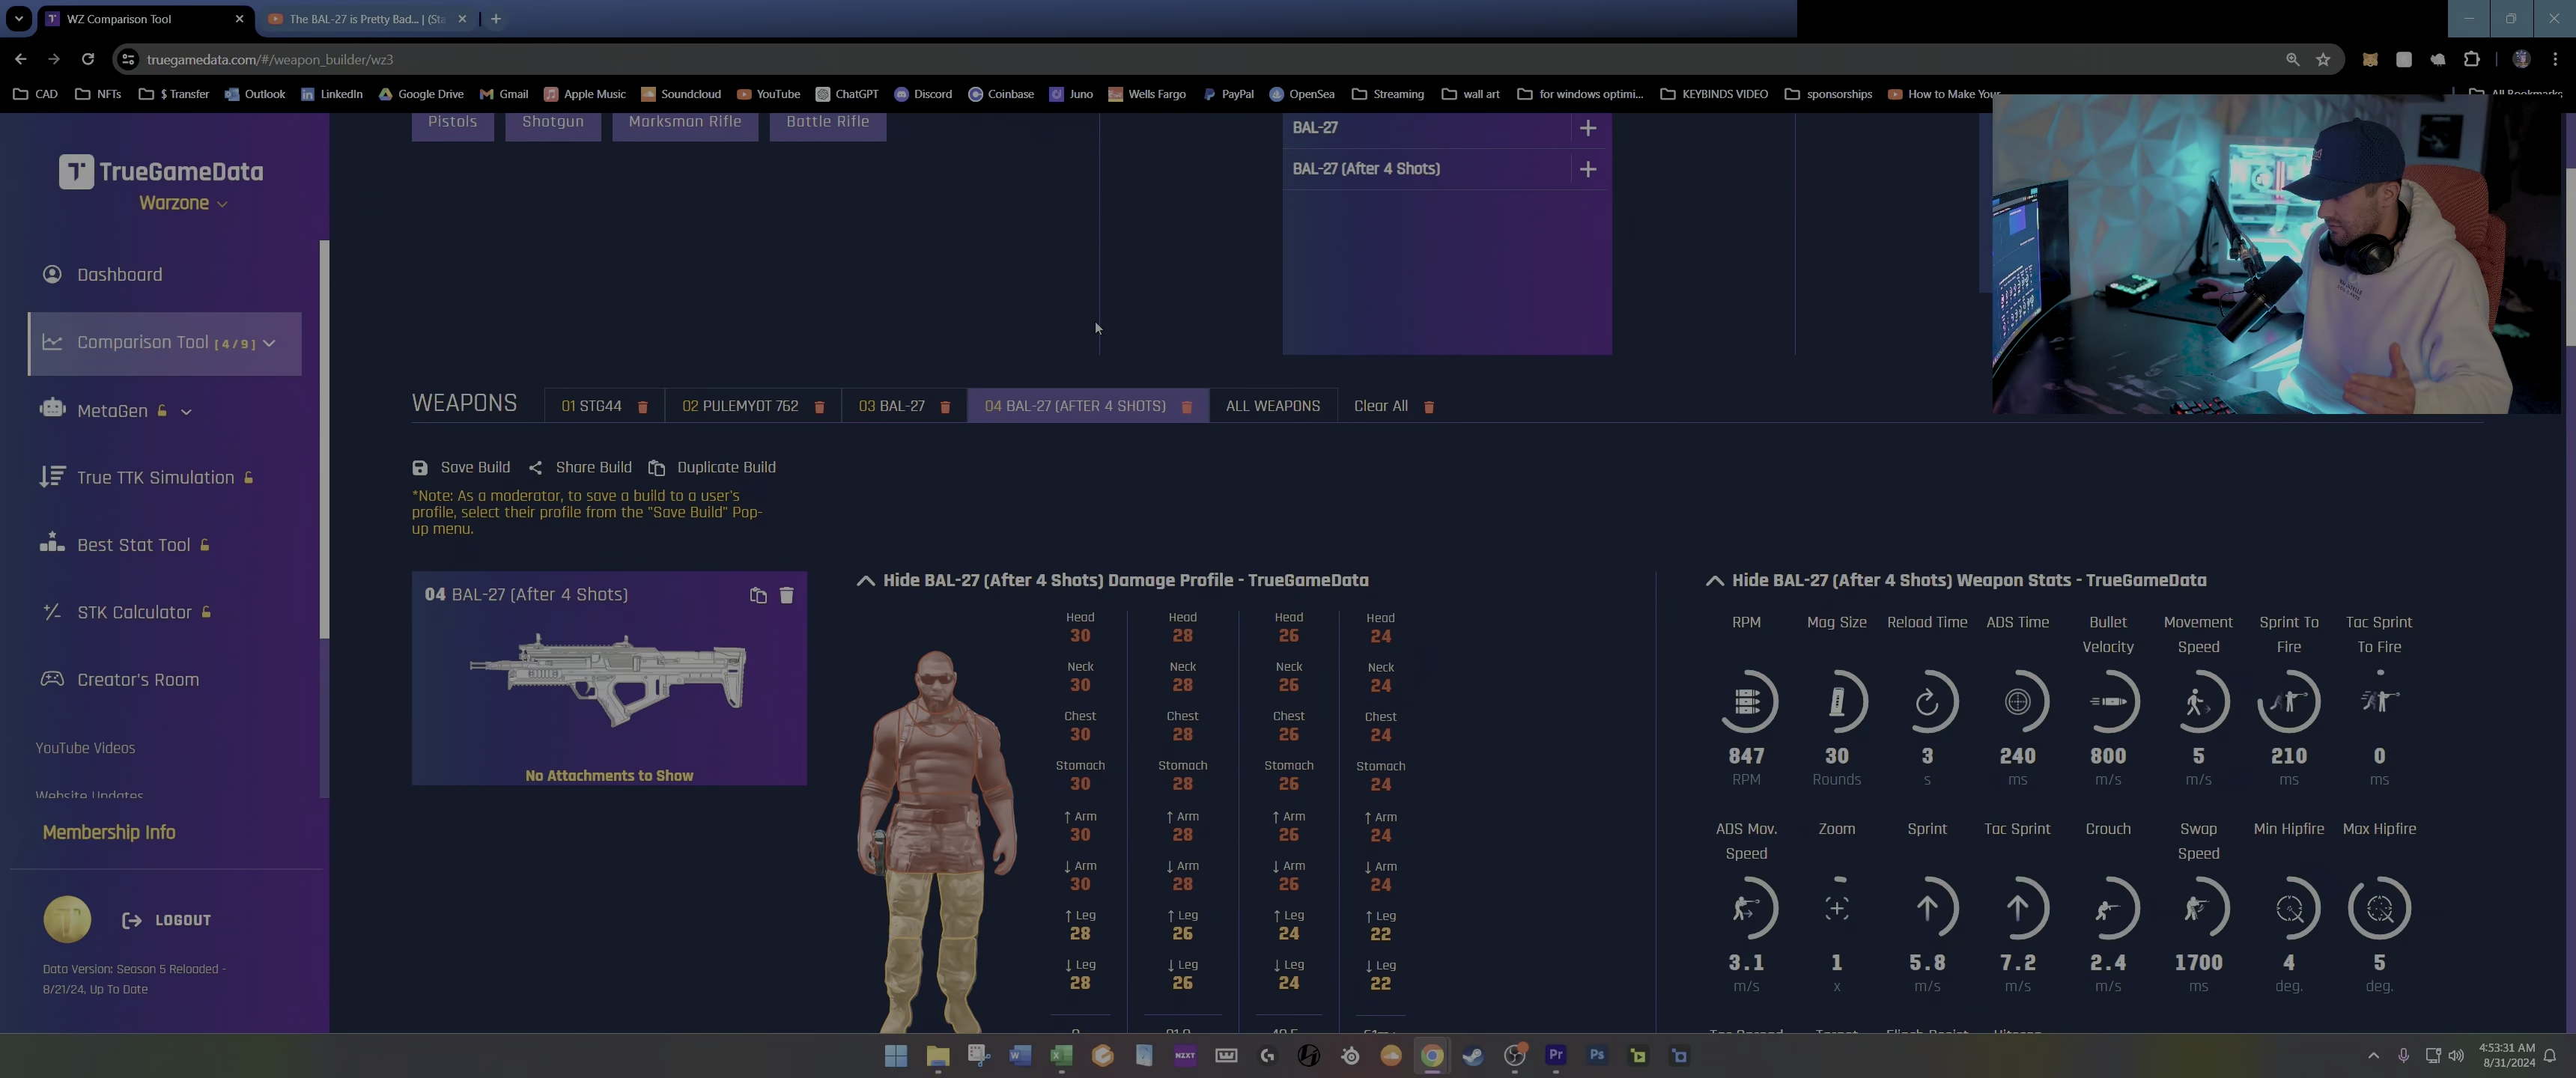 WZ Comparison Tool
The BAL-27 is Pretty Bad... | (Sta
truegamedata.com/#/weapon_builder/wz3
CAD NFTs $ Transfer Outlook LinkedIn Google Drive Gmail Apple Music Soundcloud YouTube ChatGPT Discord Coinbase Juno Wells Fargo PayPal OpenSea Streaming wall art for windows optimi... KEYBINDS VIDEO sponsorships How to Make Your All Bookmarks
Pistols Shotgun Marksman Rifle Battle Rifle
BAL-27
BAL-27 (After 4 Shots)
TrueGameData
Warzone
Dashboard
Comparison Tool [ 4 / 9 ]
MetaGen
True TTK Simulation
Best Stat Tool
STK Calculator
Creator's Room
YouTube Videos
Website Updates
Membership Info
LOGOUT
Data Version: Season 5 Reloaded -
8/21/24, Up To Date
WEAPONS 01 STG44 02 PULEMYOT 762 03 BAL-27 04 BAL-27 (AFTER 4 SHOTS) ALL WEAPONS Clear All
Save Build Share Build Duplicate Build
*Note: As a moderator, to save a build to a user's
profile, select their profile from the "Save Build" Pop-
up menu.
04 BAL-27 (After 4 Shots)
No Attachments to Show
Hide BAL-27 (After 4 Shots) Damage Profile - TrueGameData
Head Head Head Head
30 28 26 24
Neck Neck Neck Neck
30 28 26 24
Chest Chest Chest Chest
30 28 26 24
Stomach Stomach Stomach Stomach
30 28 26 24
↑ Arm ↑ Arm ↑ Arm ↑ Arm
30 28 26 24
↓ Arm ↓ Arm ↓ Arm ↓ Arm
30 28 26 24
↑ Leg ↑ Leg ↑ Leg ↑ Leg
28 26 24 22
↓ Leg ↓ Leg ↓ Leg ↓ Leg
28 26 24 22
Hide BAL-27 (After 4 Shots) Weapon Stats - TrueGameData
RPM Mag Size Reload Time ADS Time Bullet Velocity Movement Speed Sprint To Fire Tac Sprint To Fire
847 30 3 240 800 5 210 0
RPM Rounds s ms m/s m/s ms ms
ADS Mov. Speed Zoom Sprint Tac Sprint Crouch Swap Speed Min Hipfire Max Hipfire
3.1 1 5.8 7.2 2.4 1700 4 5
m/s x m/s m/s m/s ms deg. deg.
4:53:31 AM
8/31/2024